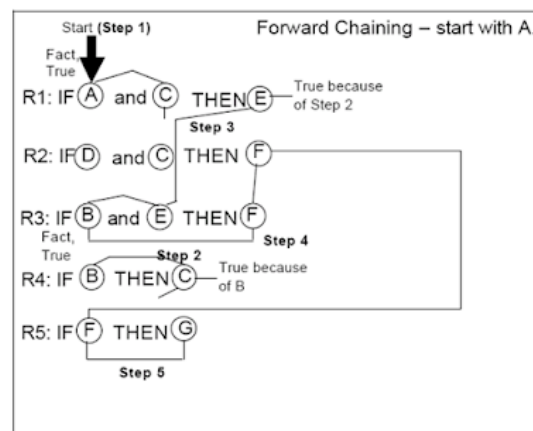 Start (Step 1)
Forward Chaining – start with A.
Fact,
True
R1: IF A and C THEN E
True because
of Step 2
Step 3
R2: IF D and C THEN F
R3: IF B and E THEN F
Fact,
True
Step 4
Step 2
R4: IF B THEN C
True because
of B
R5: IF F THEN G
Step 5